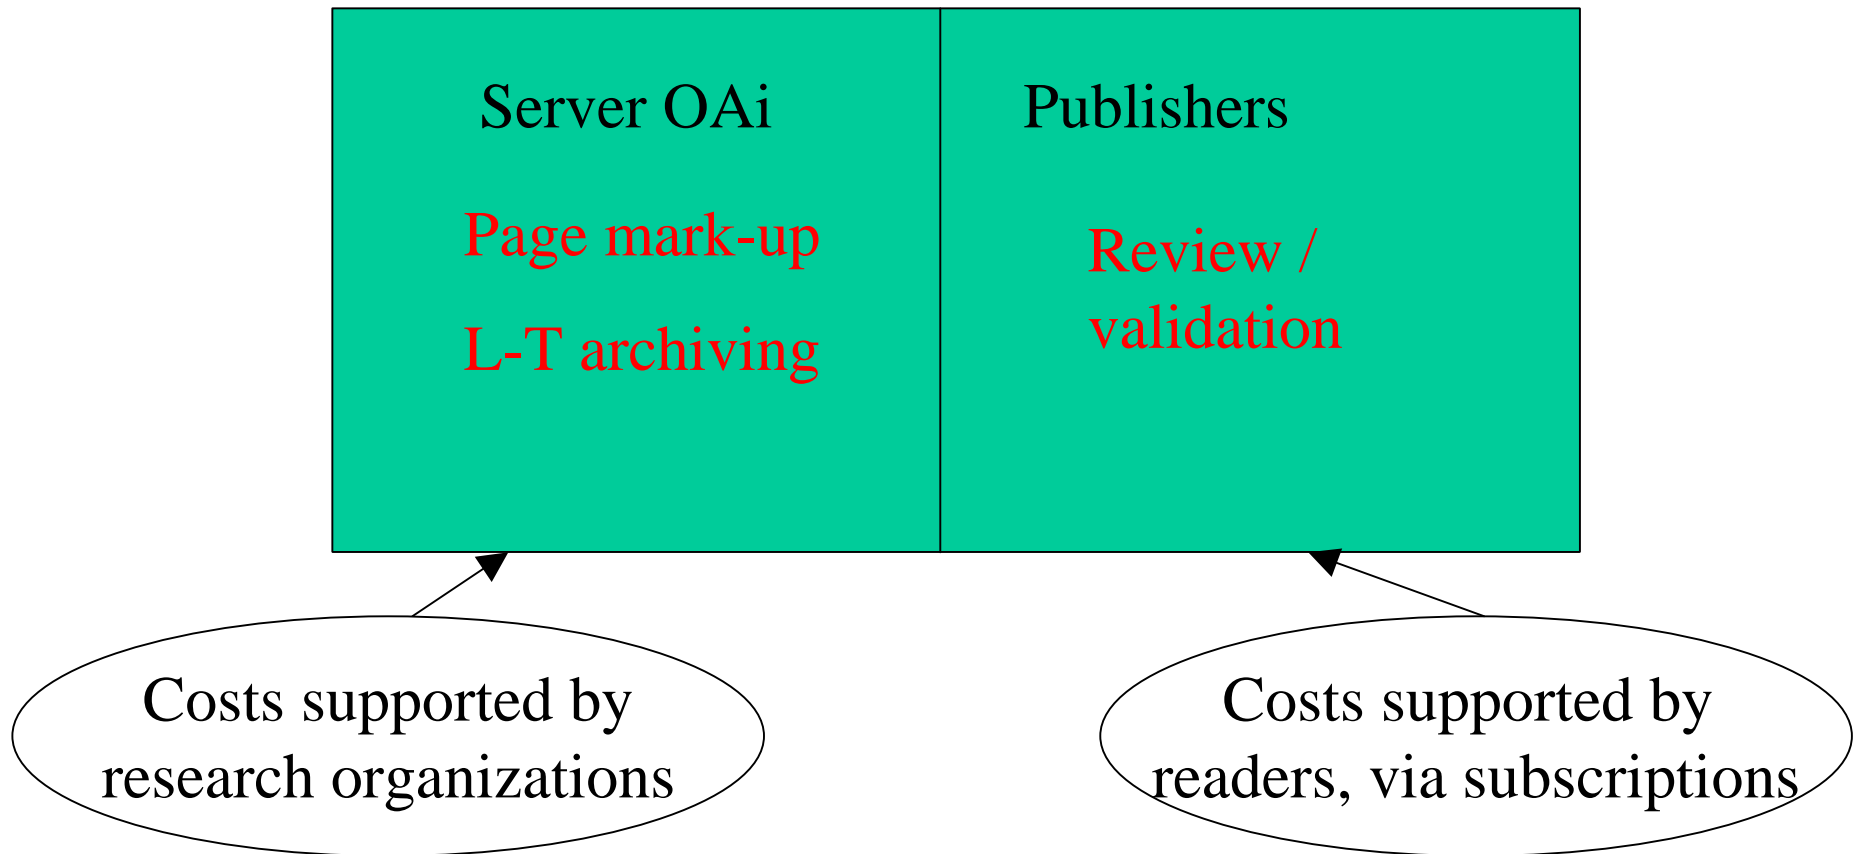 Server OAi
Page mark-up
L-T archiving
Publishers
Review /
validation
Costs supported by
research organizations
Costs supported by
readers, via subscriptions